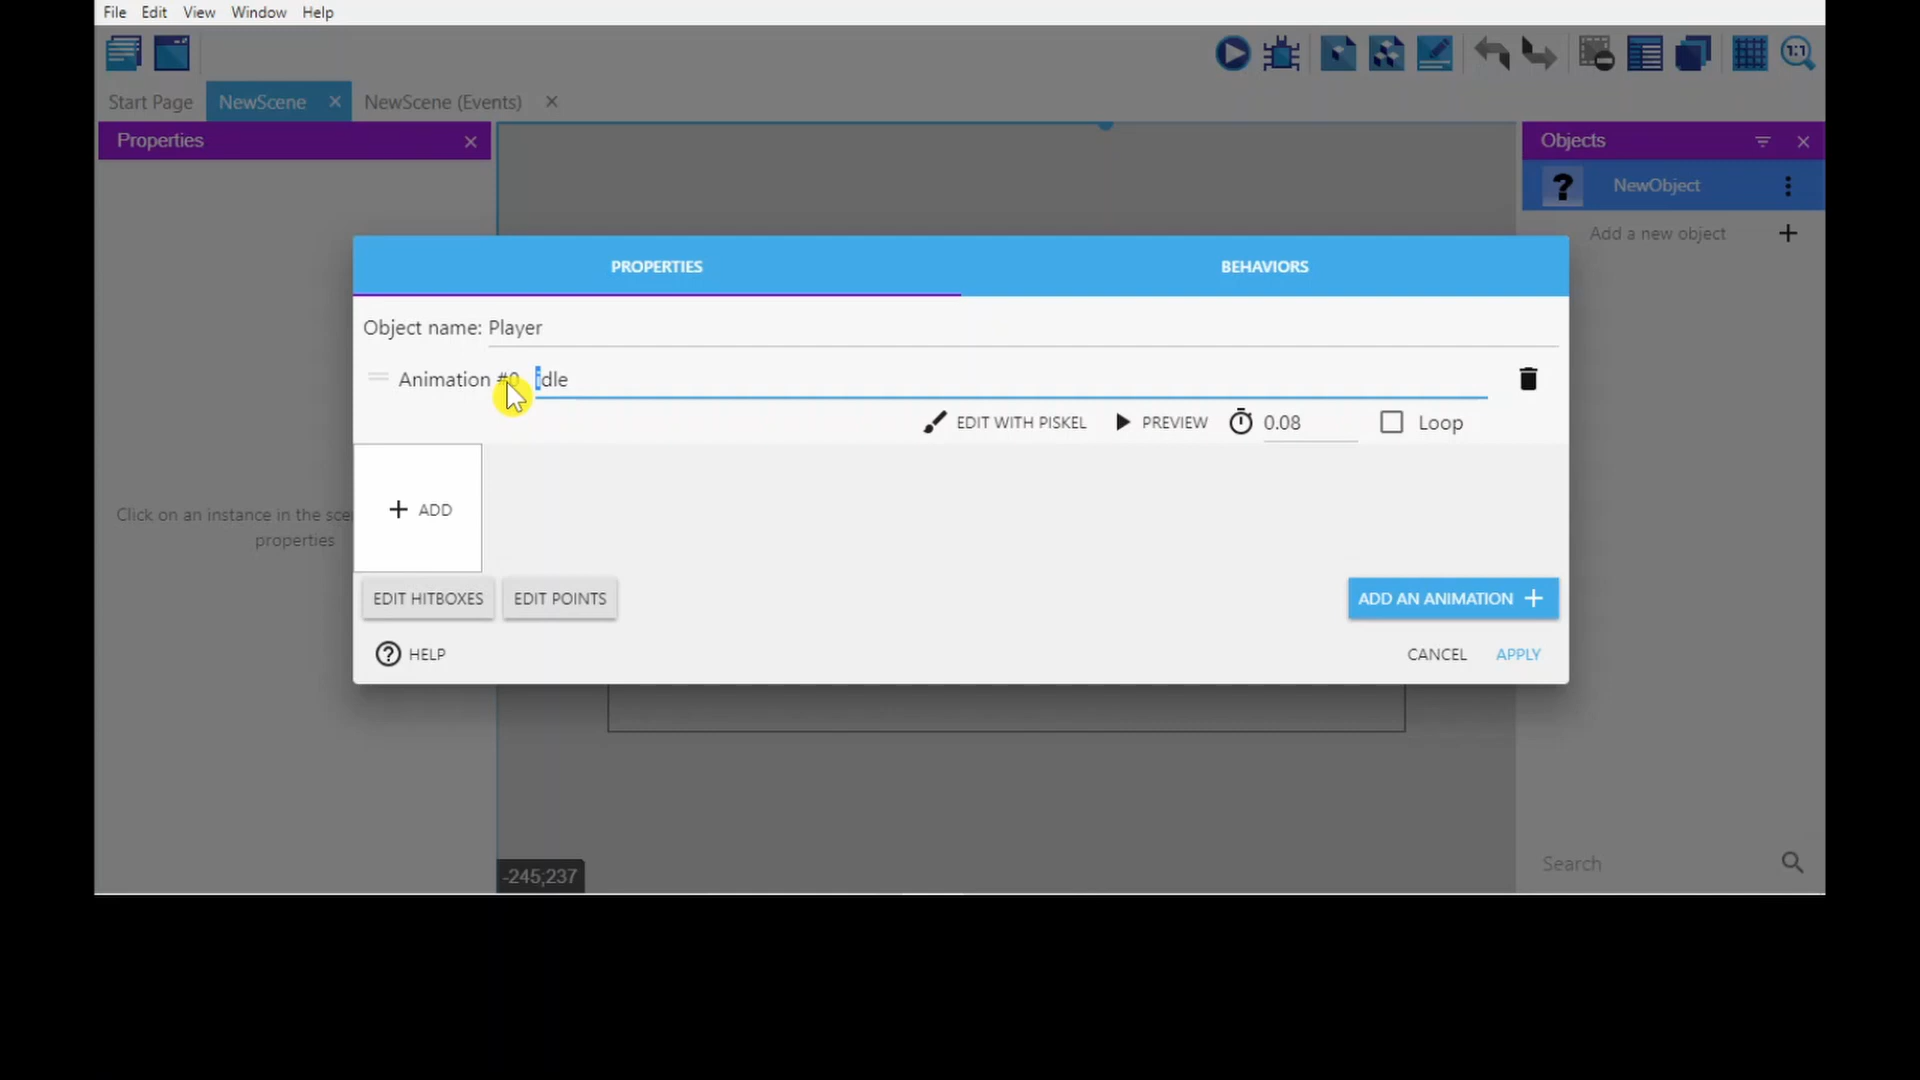 File Edit View Window Help
1:1
Start Page NewScene × NewScene (Events) ×
Properties ×
Objects ×
? NewObject
Add a new object +
PROPERTIES BEHAVIORS
Object name: Player
Animation #0 idle
EDIT WITH PISKEL PREVIEW 0.08 Loop
+ ADD
Click on an instance in the sce
properties
EDIT HITBOXES EDIT POINTS ADD AN ANIMATION +
? HELP CANCEL APPLY
Search
-245;237